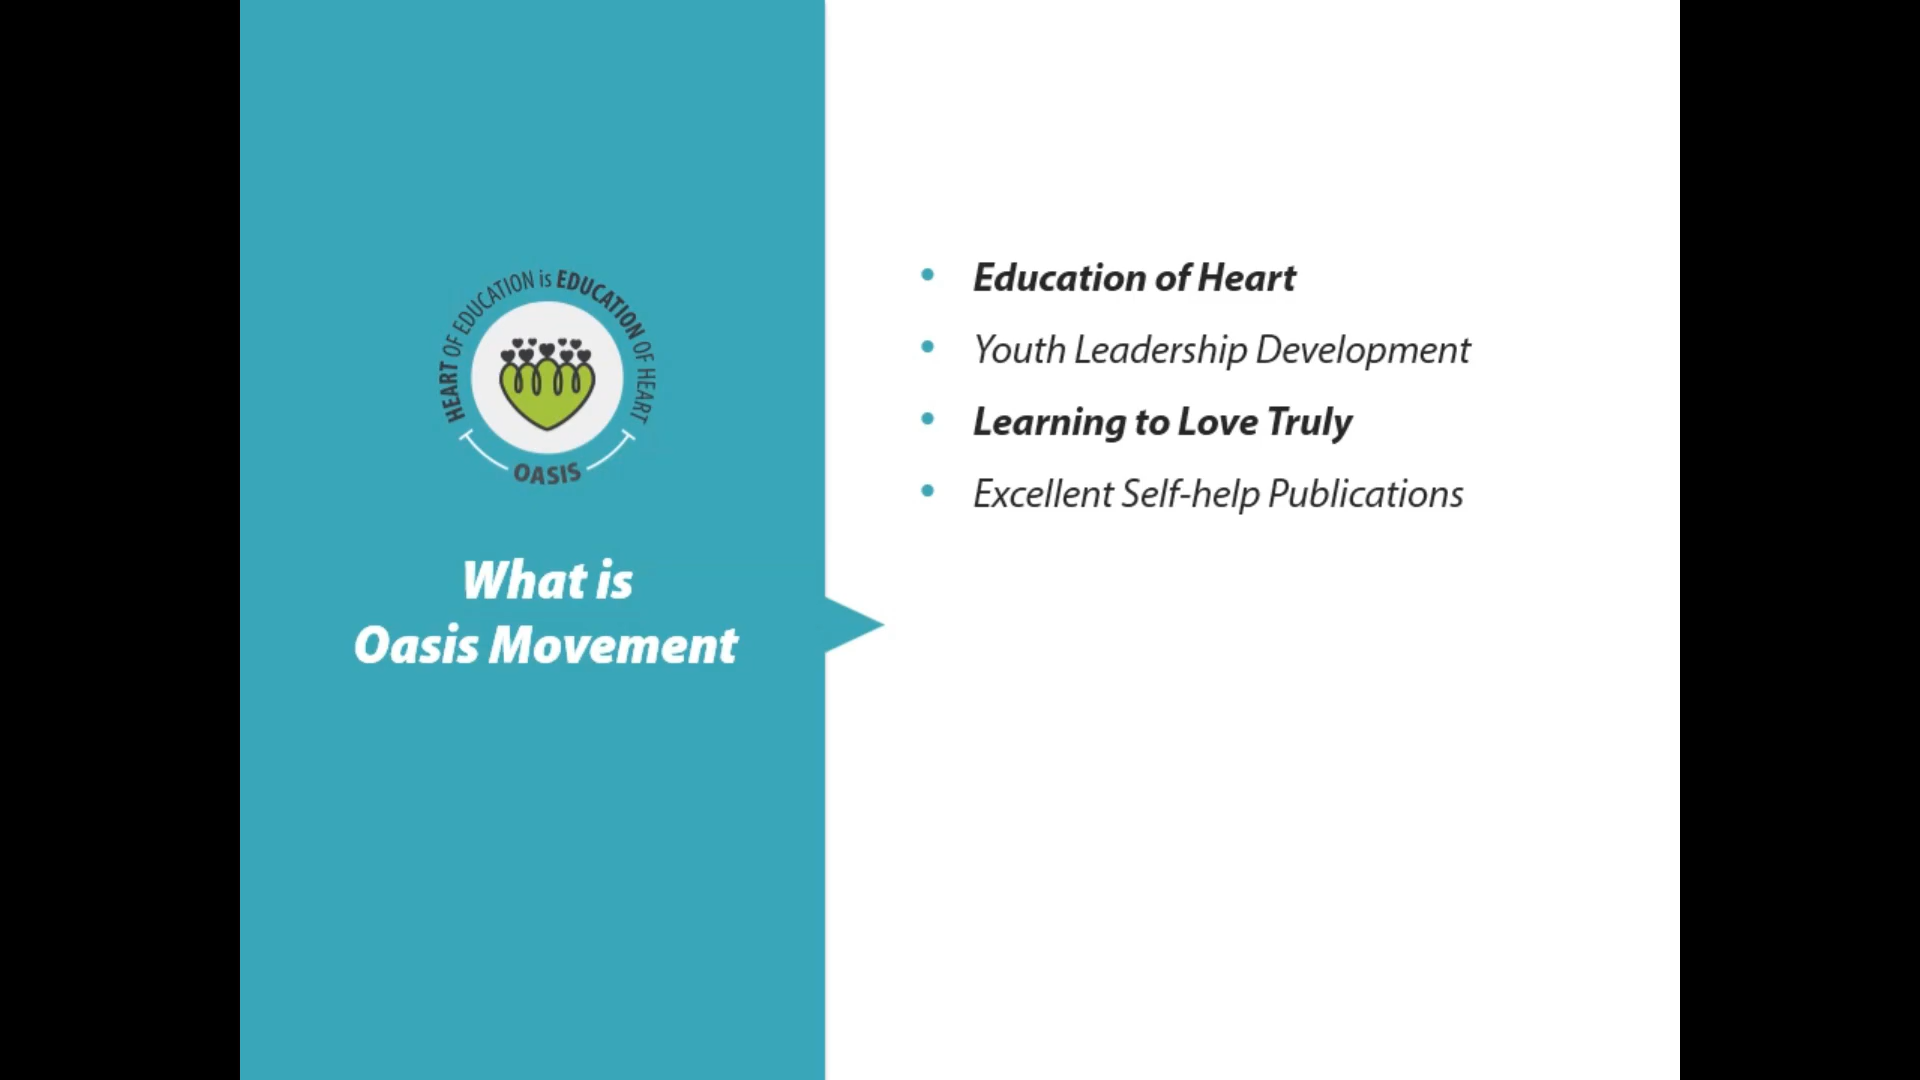 HEART OF EDUCATION is EDUCATION OF HEART
OASIS
What is
Oasis Movement
• Education of Heart
• Youth Leadership Development
• Learning to Love Truly
• Excellent Self-help Publications